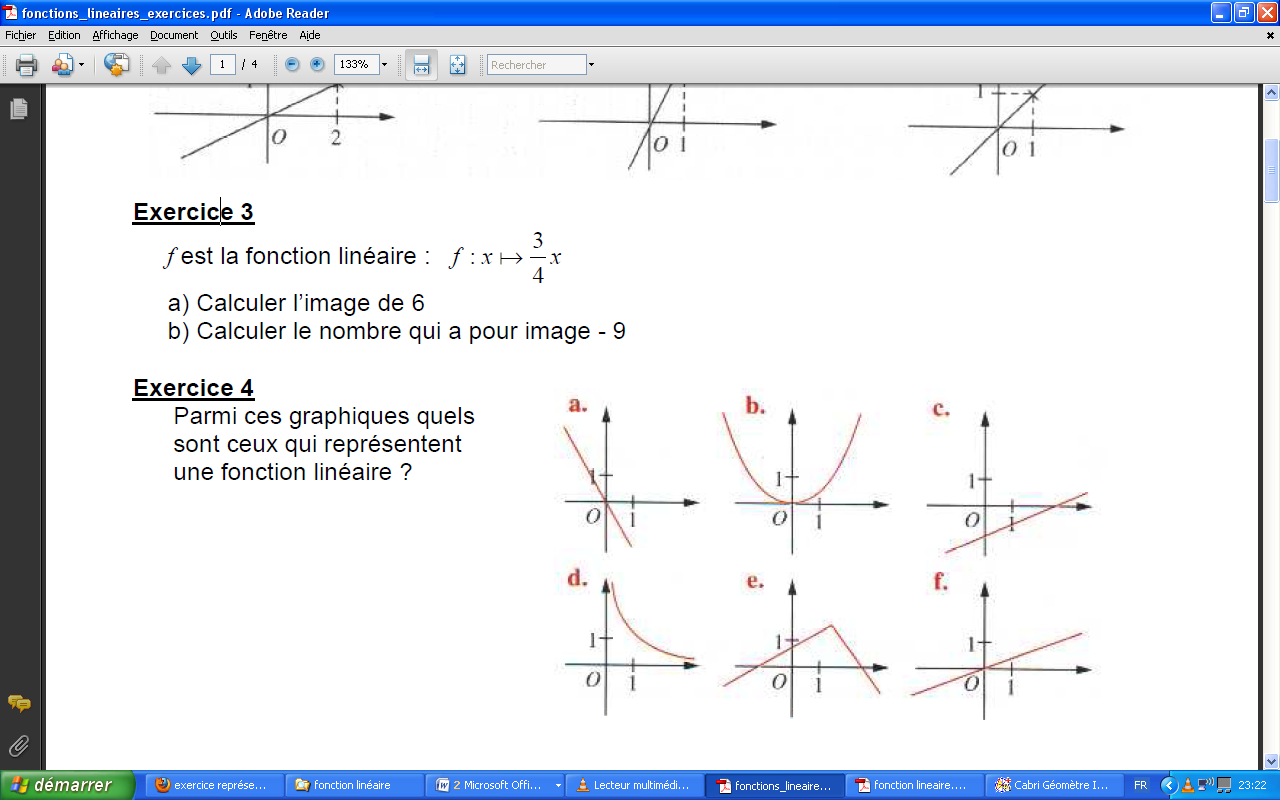 fonctions_lineaires_exercices.pdf - Adobe Reader
Fichier Edition Affichage Document Outils Fenêtre Aide
1 / 4 133% Rechercher
1 1
O 2 O 1 O 1
Exercice 3
f est la fonction linéaire : f : x ↦ 3/4 x
a) Calculer l’image de 6
b) Calculer le nombre qui a pour image - 9
Exercice 4
Parmi ces graphiques quels
sont ceux qui représentent
une fonction linéaire ?
a. b. c.
1 1 1
O 1 O 1 O 1
d. e. f.
1 1 1
O 1 O 1 O 1
démarrer exercice représe... fonction linéaire 2 Microsoft Offi... Lecteur multimédi... fonctions_lineaire... fonction lineaire.... Cabri Géomètre I... FR 23:22